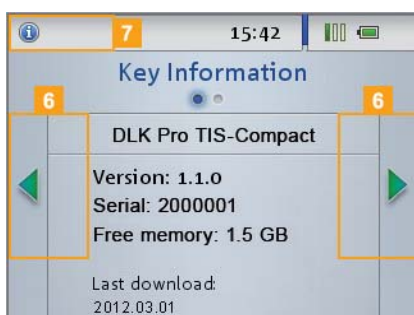 7
15:42
Key Information
6
6
DLK Pro TIS-Compact
Version: 1.1.0
Serial: 2000001
Free memory: 1.5 GB
Last download:
2012.03.01